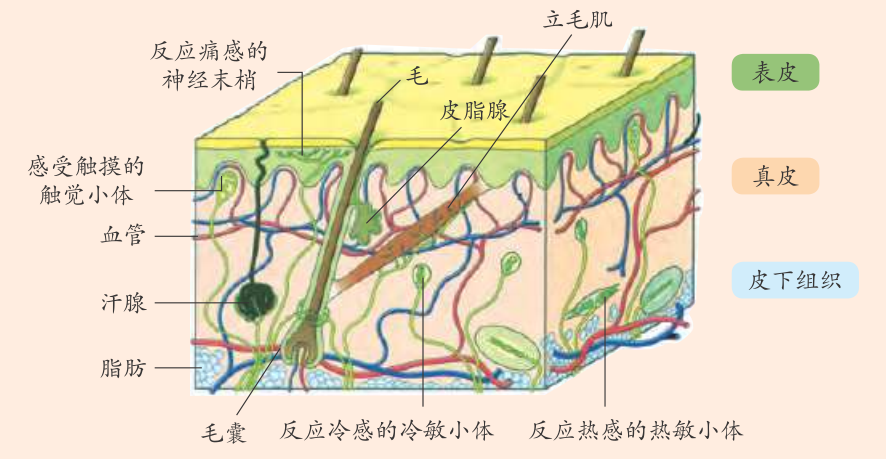 立毛肌
反应痛感的
神经末梢
毛
皮脂腺
表皮
感受触摸的
触觉小体
真皮
血管
皮下组织
汗腺
脂肪
毛囊
反应冷感的冷敏小体
反应热感的热敏小体